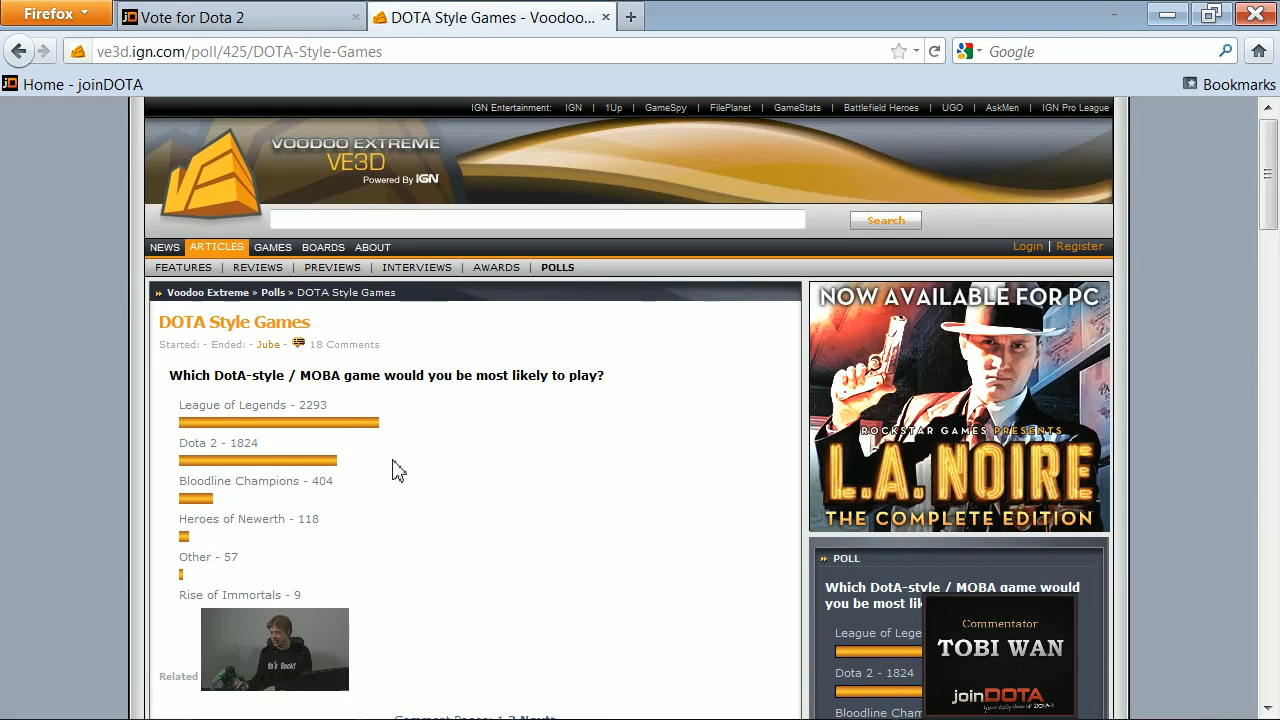 Firefox
Vote for Dota 2
DOTA Style Games - Voodoo...
ve3d.ign.com/poll/425/DOTA-Style-Games
Google
Home - joinDOTA
Bookmarks
IGN Entertainment: IGN | 1Up | GameSpy | FilePlanet | GameStats | Battlefield Heroes | UGO | AskMen | IGN Pro League
VOODOO EXTREME
VE3D
Powered By IGN
Search
NEWS ARTICLES GAMES BOARDS ABOUT
Login | Register
FEATURES | REVIEWS | PREVIEWS | INTERVIEWS | AWARDS | POLLS
Voodoo Extreme » Polls » DOTA Style Games
DOTA Style Games
Started: - Ended: - Jube - 18 Comments
Which DotA-style / MOBA game would you be most likely to play?
League of Legends - 2293
Dota 2 - 1824
Bloodline Champions - 404
Heroes of Newerth - 118
Other - 57
Rise of Immortals - 9
Related
NOW AVAILABLE FOR PC
ROCKSTAR GAMES PRESENTS
L.A. NOIRE
THE COMPLETE EDITION
POLL
Which DotA-style / MOBA game would
you be most lik
League of Lege
Dota 2 - 1824
Bloodline Cham
Commentator
TOBI WAN
joinDOTA